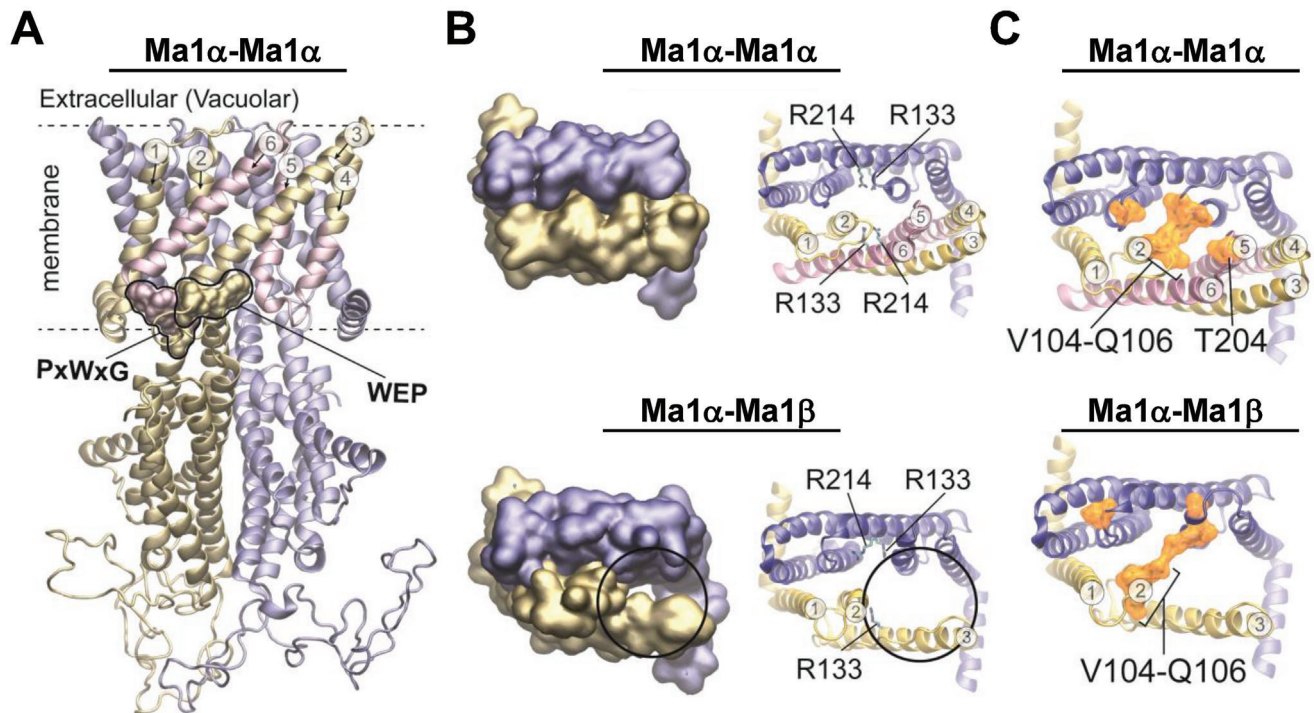 A
Ma1α-Ma1α
Extracellular (Vacuolar)
membrane
1
2
6
5
3
4
PxWxG
WEP
B
Ma1α-Ma1α
R214 R133
1
2
5
4
6
3
R133 R214
Ma1α-Ma1β
R214 R133
1
2
3
R133
C
Ma1α-Ma1α
1
2
5
4
6
3
V104-Q106 T204
Ma1α-Ma1β
1
2
3
V104-Q106